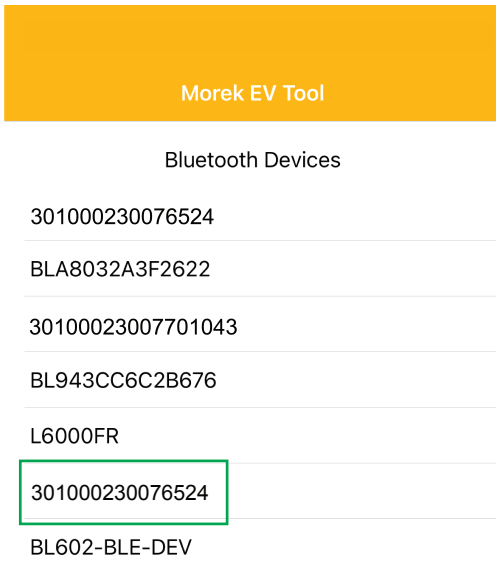 Morek EV Tool
Bluetooth Devices
301000230076524
BLA8032A3F2622
30100023007701043
BL943CC6C2B676
L6000FR
301000230076524
BL602-BLE-DEV